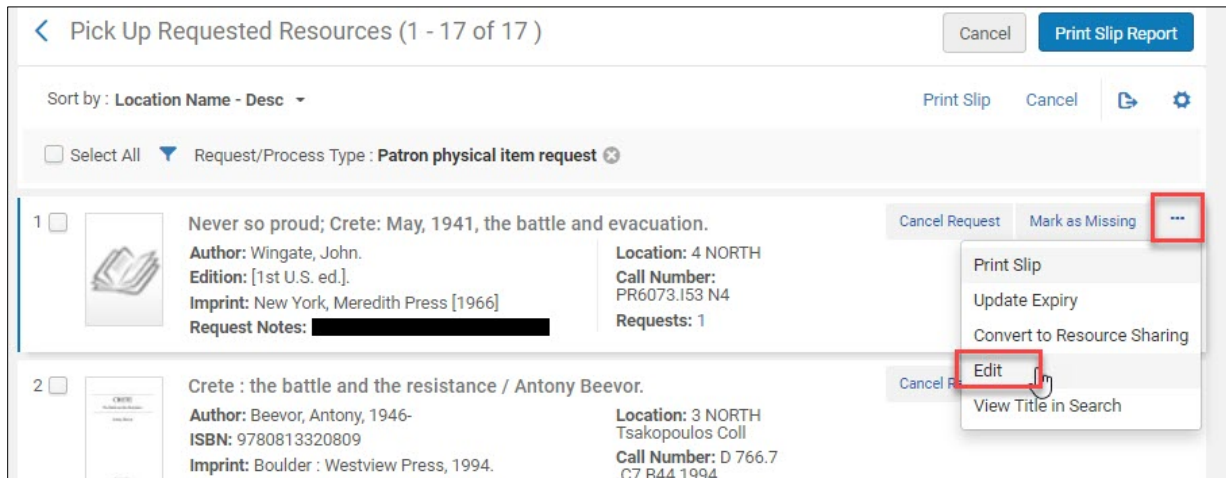 Pick Up Requested Resources (1 - 17 of 17 )
Cancel
Print Slip Report
Sort by : Location Name - Desc
Print Slip
Cancel
Select All
Request/Process Type : Patron physical item request
1
Never so proud; Crete: May, 1941, the battle and evacuation.
Author: Wingate, John.
Edition: [1st U.S. ed.].
Imprint: New York, Meredith Press [1966]
Request Notes:
Location: 4 NORTH
Call Number:
PR6073.I53 N4
Requests: 1
Cancel Request
Mark as Missing
Print Slip
Update Expiry
Convert to Resource Sharing
Edit
View Title in Search
2
CRETE
Crete : the battle and the resistance / Antony Beevor.
Author: Beevor, Antony, 1946-
ISBN: 9780813320809
Imprint: Boulder : Westview Press, 1994.
Location: 3 NORTH
Tsakopoulos Coll
Call Number: D 766.7
.C7 B44 1994
Cancel R